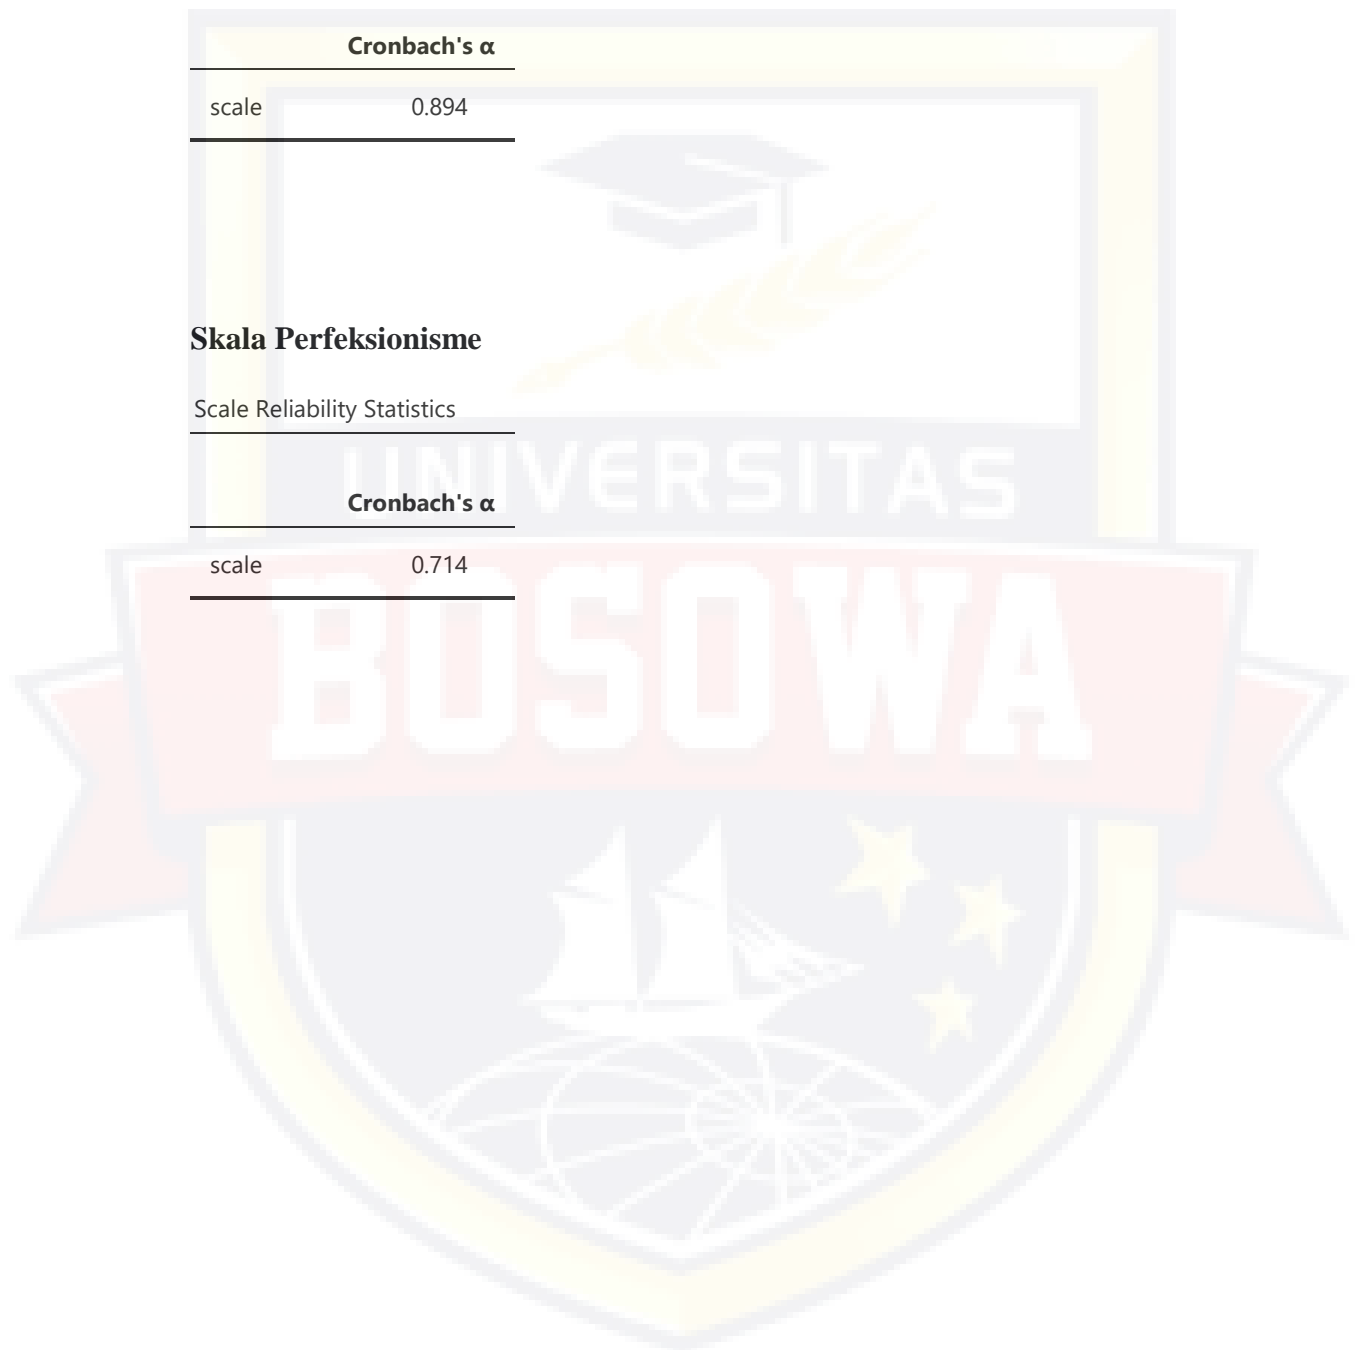 Cronbach's α
scale 0.894
Skala Perfeksionisme
Scale Reliability Statistics
UNIVERSITAS
Cronbach's α
scale 0.714
BOSOWA